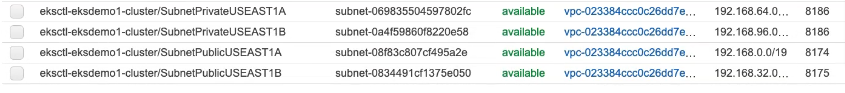 eksctl-eksdemo1-cluster/SubnetPrivateUSEAST1A subnet-069835504597802fc available vpc-023384ccc0c26dd7e... 192.168.64.0... 8186
eksctl-eksdemo1-cluster/SubnetPrivateUSEAST1B subnet-0a4f59860f8220e58 available vpc-023384ccc0c26dd7e... 192.168.96.0... 8186
eksctl-eksdemo1-cluster/SubnetPublicUSEAST1A subnet-08f83c807cf495a2e available vpc-023384ccc0c26dd7e... 192.168.0.0/19 8174
eksctl-eksdemo1-cluster/SubnetPublicUSEAST1B subnet-0834491cf1375e050 available vpc-023384ccc0c26dd7e... 192.168.32.0... 8175